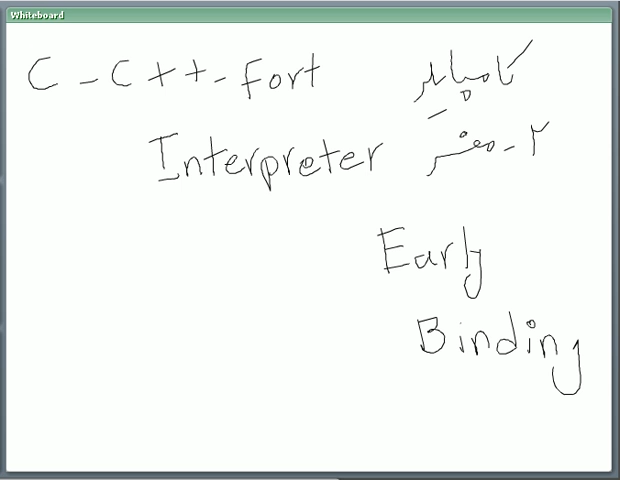 Whiteboard
C - C++ - Fort کامپایلر
Interpreter ۲ - مفسر
Early
Binding